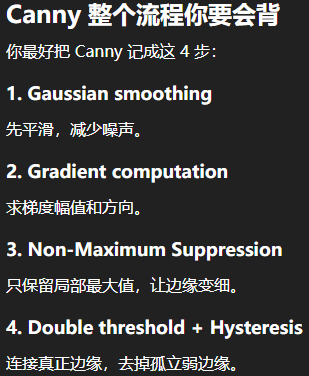 Canny 整个流程你要会背
你最好把 Canny 记成这 4 步：
1. Gaussian smoothing
先平滑，减少噪声。
2. Gradient computation
求梯度幅值和方向。
3. Non-Maximum Suppression
只保留局部最大值，让边缘变细。
4. Double threshold + Hysteresis
连接真正边缘，去掉孤立弱边缘。